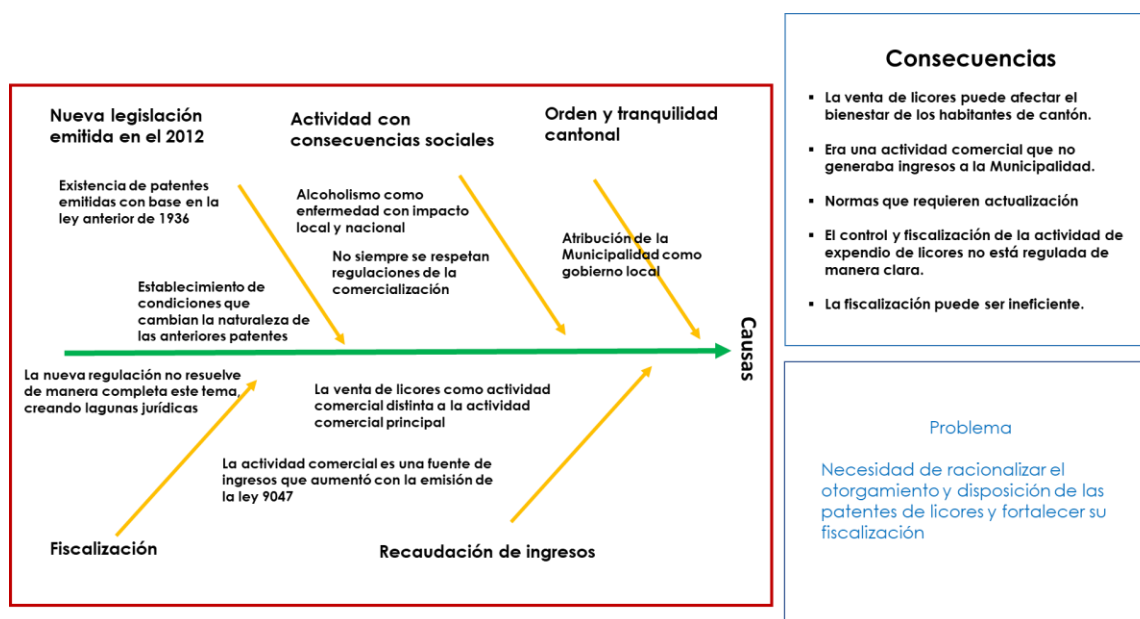 Nueva legislación
emitida en el 2012
Existencia de patentes
emitidas con base en la
ley anterior de 1936
Establecimiento de
condiciones que
cambian la naturaleza de
las anteriores patentes
Actividad con
consecuencias sociales
Alcoholismo como
enfermedad con impacto
local y nacional
No siempre se respetan
regulaciones de la
comercialización
Orden y tranquilidad
cantonal
Atribución de la
Municipalidad como
gobierno local
Causas
La nueva regulación no resuelve
de manera completa este tema,
creando lagunas jurídicas
Fiscalización
La venta de licores como actividad
comercial distinta a la actividad
comercial principal
La actividad comercial es una fuente de
ingresos que aumentó con la emisión de
la ley 9047
Recaudación de ingresos
Consecuencias
▪ La venta de licores puede afectar el
bienestar de los habitantes de cantón.
▪ Era una actividad comercial que no
generaba ingresos a la Municipalidad.
▪ Normas que requieren actualización
▪ El control y fiscalización de la actividad de
expendio de licores no está regulada de
manera clara.
▪ La fiscalización puede ser ineficiente.
Problema
Necesidad de racionalizar el
otorgamiento y disposición de las
patentes de licores y fortalecer su
fiscalización